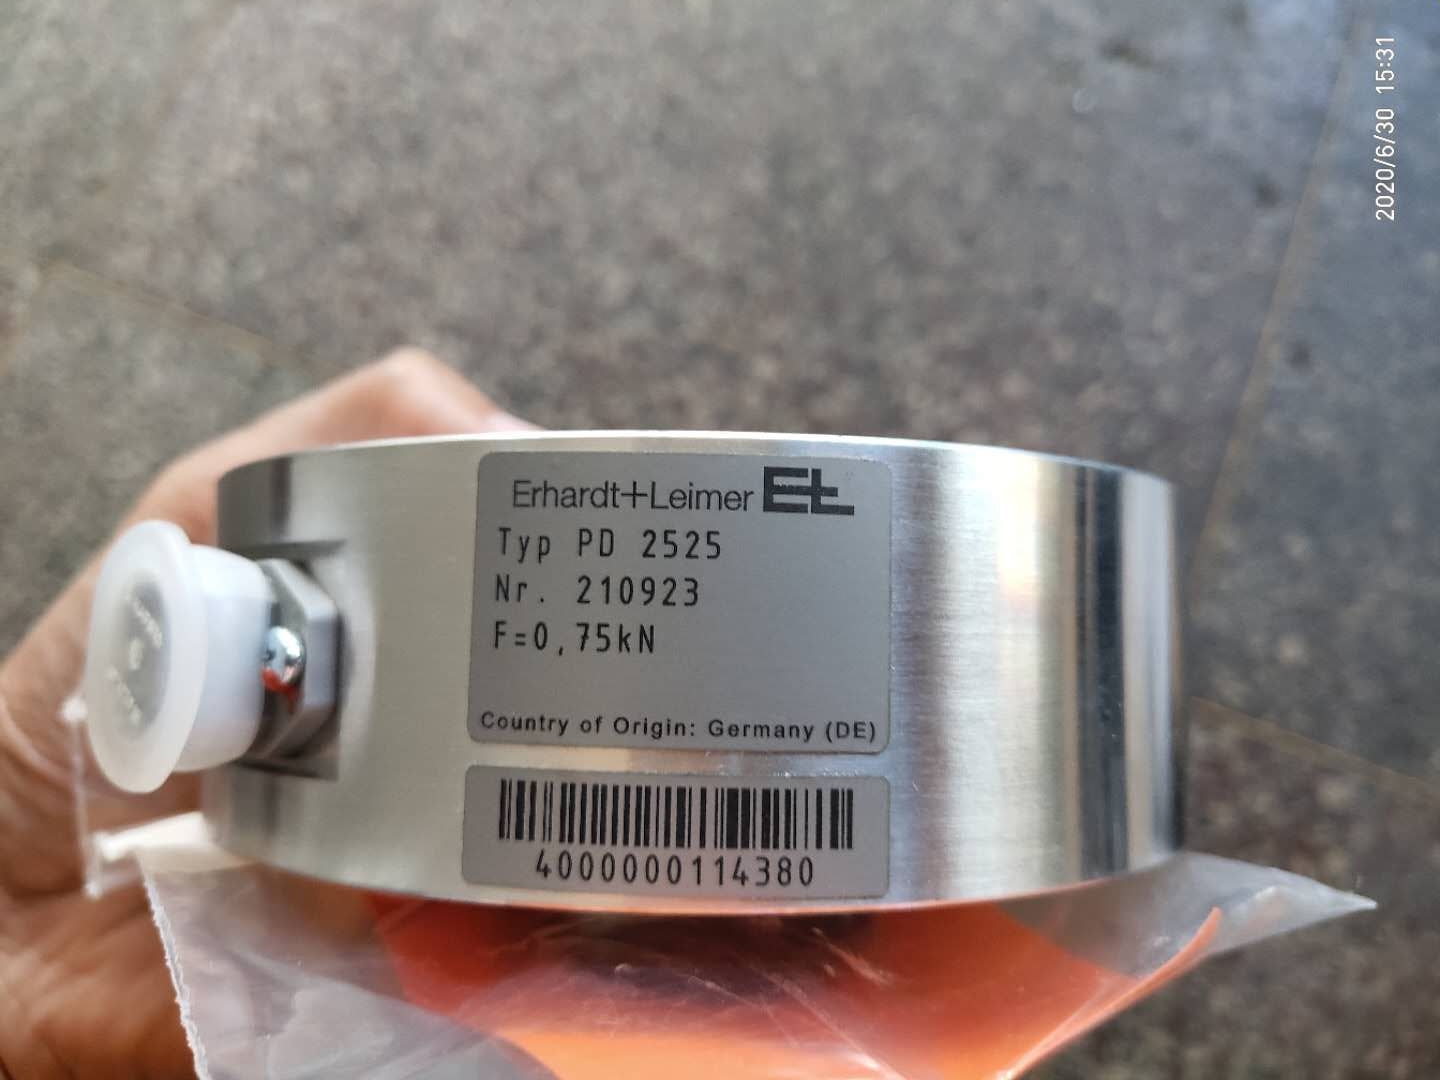 Erhardt+Leimer
Typ PD 2525
Nr. 210923
F=0,75kN
Country of Origin: Germany (DE)
4000000114380
2020/6/30 15:31